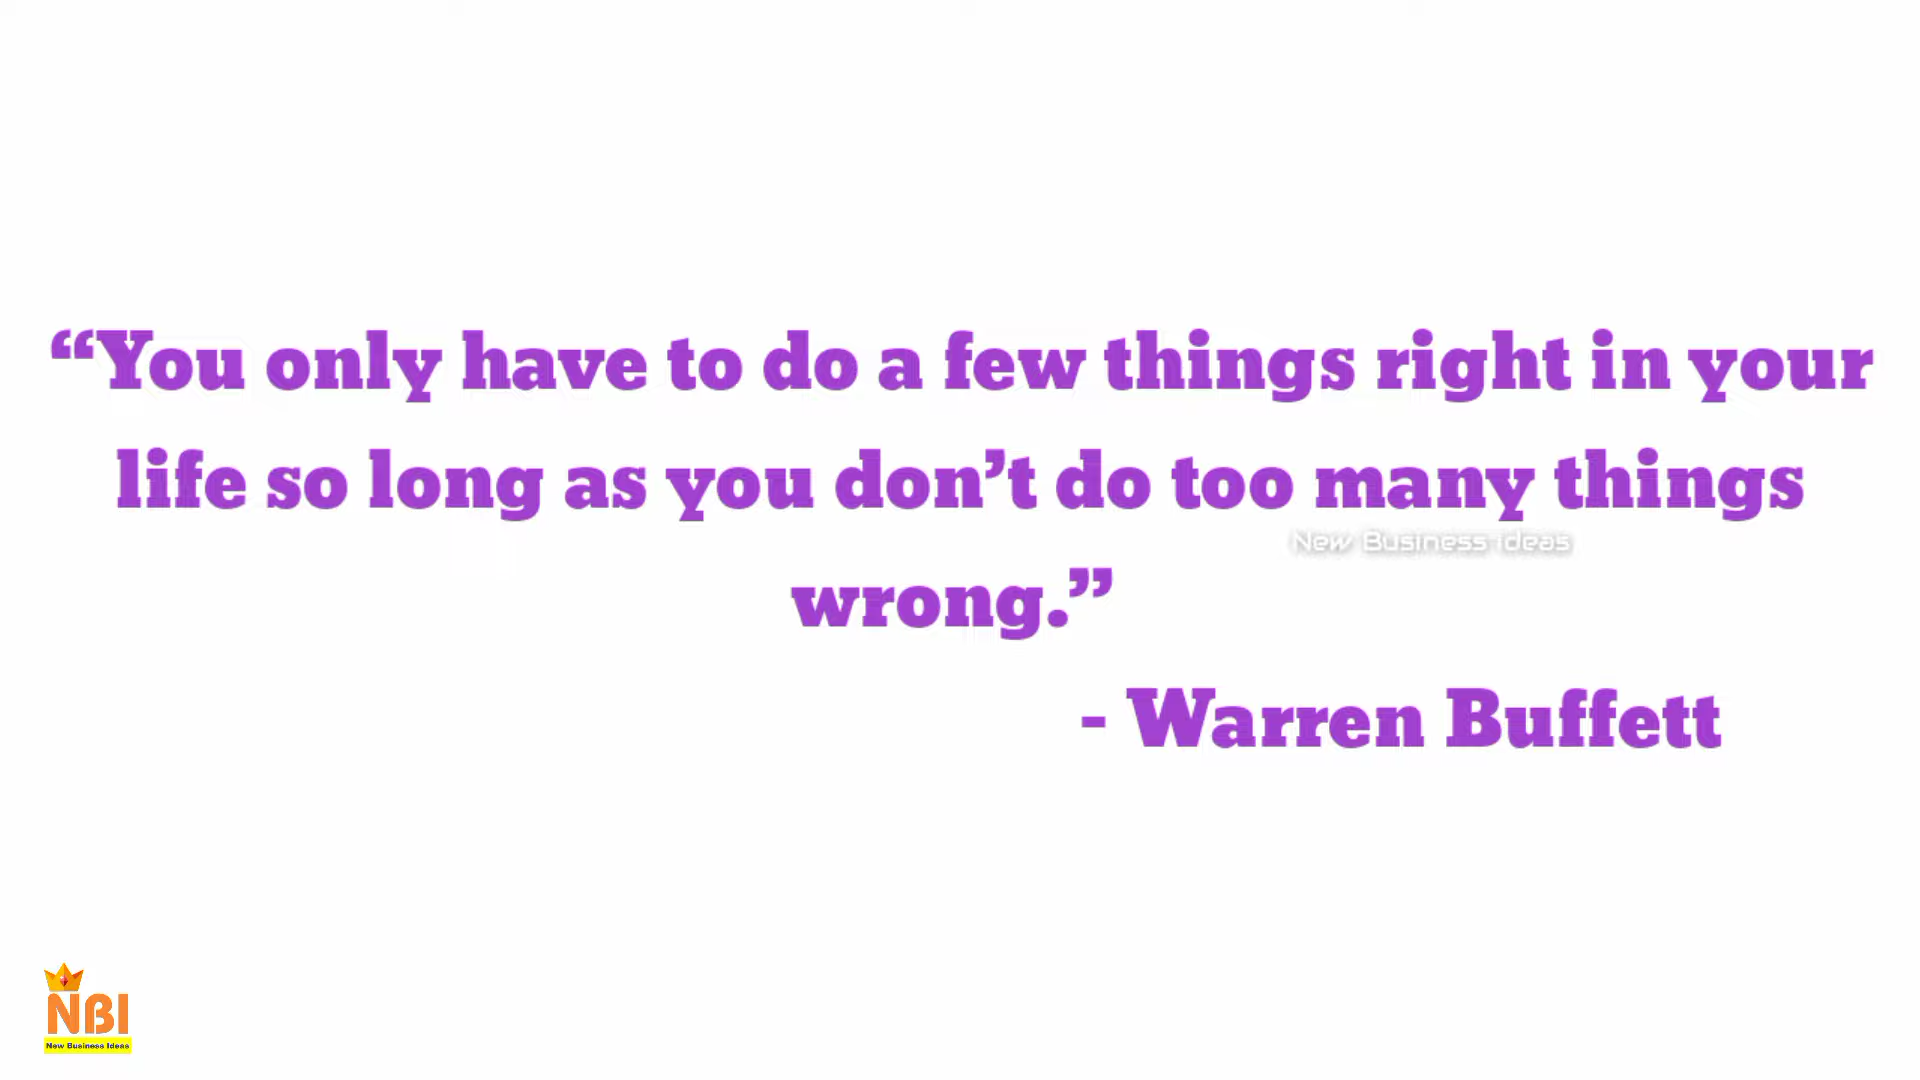 “You only have to do a few things right in your
life so long as you don’t do too many things
New Business ideas
wrong.”
- Warren Buffett
NBI
New Business Ideas